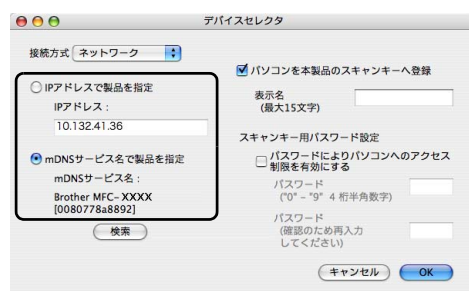 デバイスセレクタ
接続方式 ネットワーク
IPアドレスで製品を指定
IPアドレス：
10.132.41.36
mDNSサービス名で製品を指定
mDNSサービス名：
Brother MFC-XXXX
[0080778a8892]
検索
パソコンを本製品のスキャンキーへ登録
表示名
(最大15文字)
スキャンキー用パスワード設定
パスワードによりパソコンへのアクセス
制限を有効にする
パスワード
("0" – "9" 4 桁半角数字)
パスワード
(確認のため再入力
してください)
キャンセル
OK